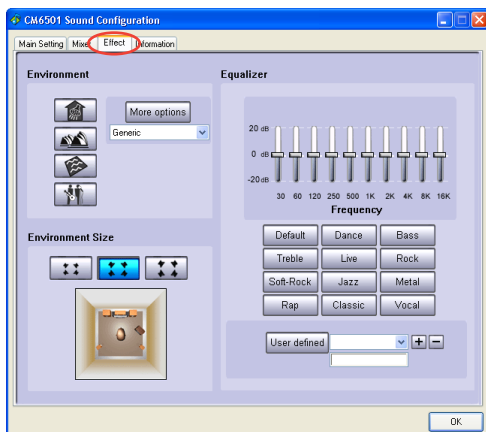 CM6501 Sound Configuration
Main Setting Mixer Effect Information
Environment
More options
Generic
Environment Size
Equalizer
20 dB
0 dB
-20 dB
30 60 120 250 500 1K 2K 4K 8K 16K
Frequency
Default Dance Bass
Treble Live Rock
Soft-Rock Jazz Metal
Rap Classic Vocal
User defined
OK